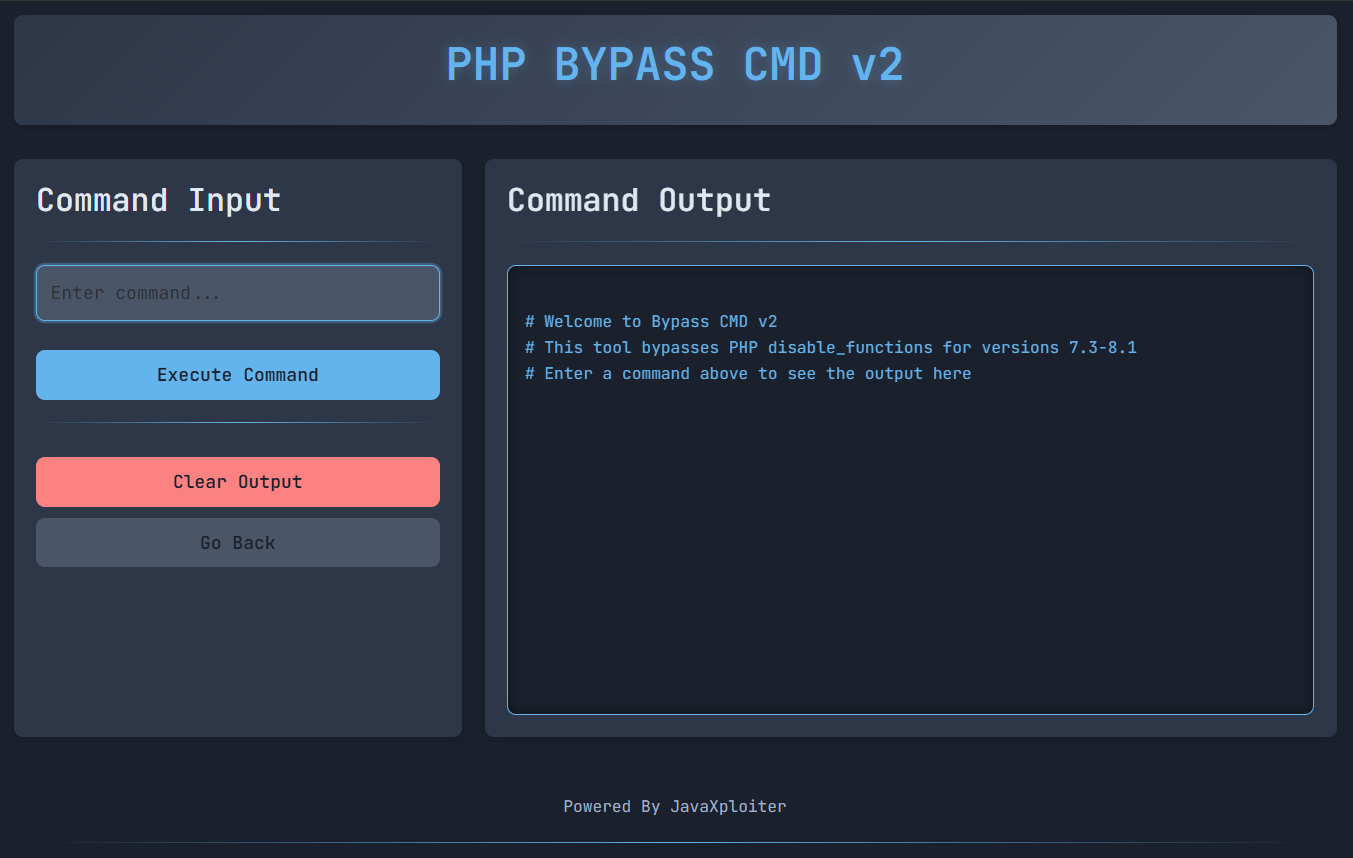 PHP BYPASS CMD v2
Command Input
Enter command...
Execute Command
Clear Output
Go Back
Command Output
# Welcome to Bypass CMD v2
# This tool bypasses PHP disable_functions for versions 7.3-8.1
# Enter a command above to see the output here
Powered By JavaXploiter